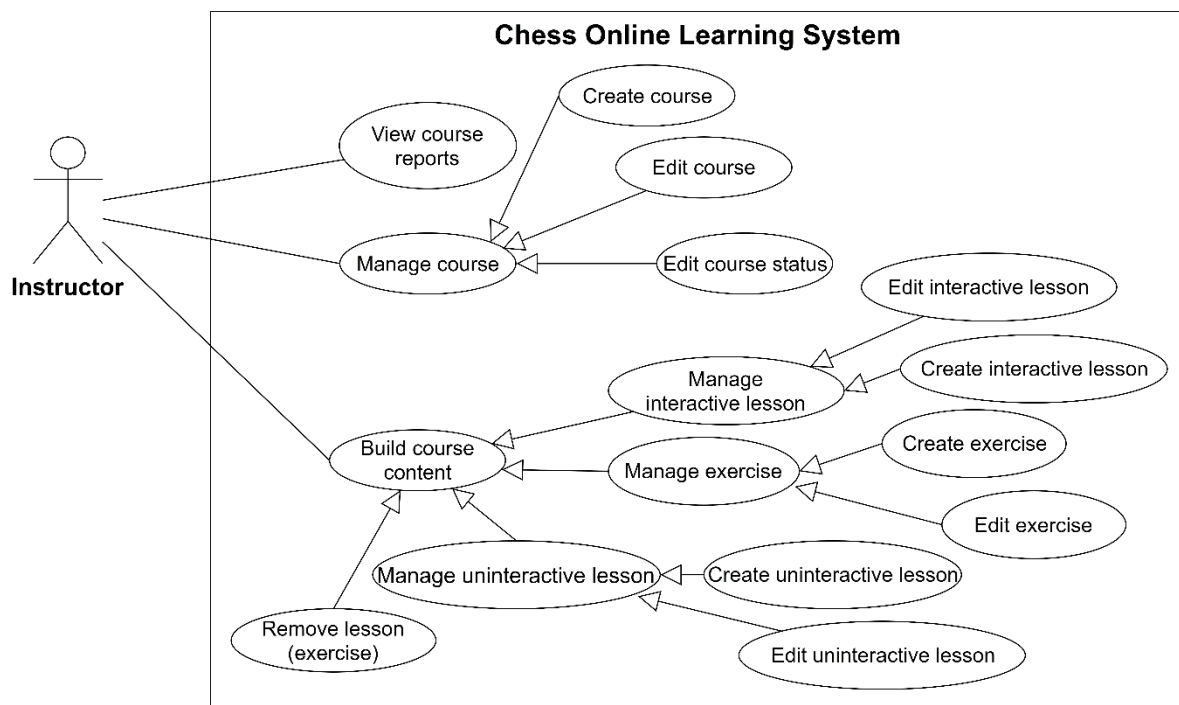 Chess Online Learning System
Create course
View course
reports
Edit course
Manage course
Edit course status
Instructor
Edit interactive lesson
Manage
interactive lesson
Create interactive lesson
Build course
content
Manage exercise
Create exercise
Edit exercise
Manage uninteractive lesson
Create uninteractive lesson
Remove lesson
(exercise)
Edit uninteractive lesson